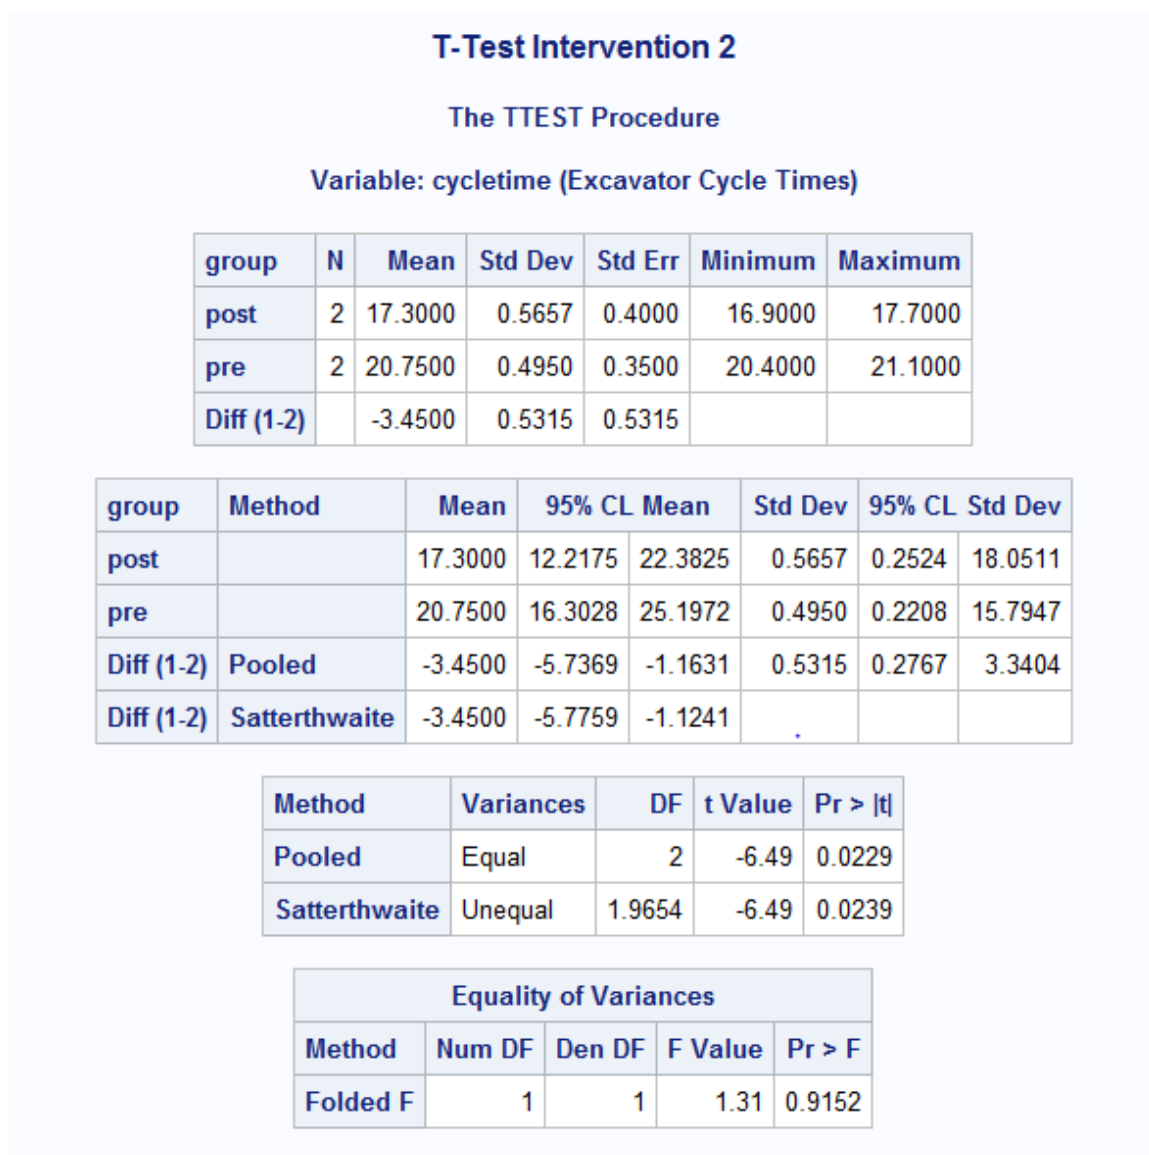 T-Test Intervention 2
The TTEST Procedure
Variable: cycletime (Excavator Cycle Times)
group N Mean Std Dev Std Err Minimum Maximum
post 2 17.3000 0.5657 0.4000 16.9000 17.7000
pre 2 20.7500 0.4950 0.3500 20.4000 21.1000
Diff (1-2) -3.4500 0.5315 0.5315
group Method Mean 95% CL Mean Std Dev 95% CL Std Dev
post 17.3000 12.2175 22.3825 0.5657 0.2524 18.0511
pre 20.7500 16.3028 25.1972 0.4950 0.2208 15.7947
Diff (1-2) Pooled -3.4500 -5.7369 -1.1631 0.5315 0.2767 3.3404
Diff (1-2) Satterthwaite -3.4500 -5.7759 -1.1241
Method Variances DF t Value Pr > |t|
Pooled Equal 2 -6.49 0.0229
Satterthwaite Unequal 1.9654 -6.49 0.0239
Equality of Variances
Method Num DF Den DF F Value Pr > F
Folded F 1 1 1.31 0.9152